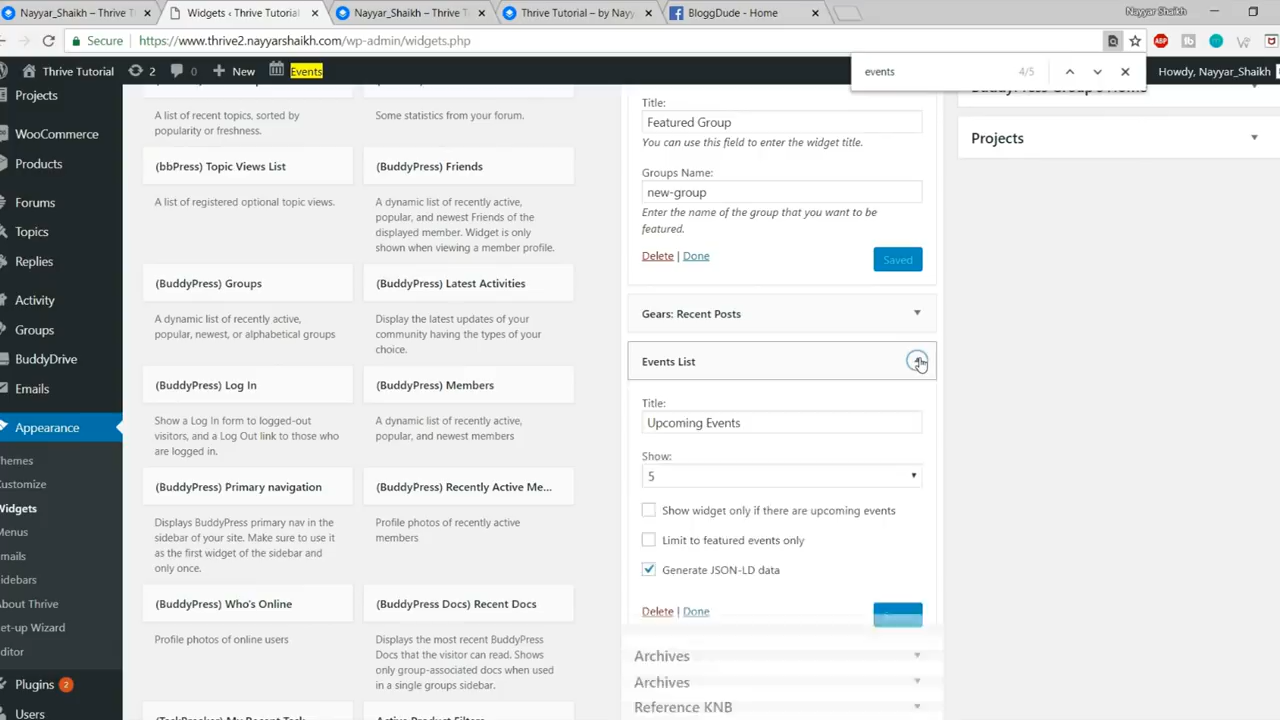 Nayyar_Shaikh – Thrive T
Widgets ‹ Thrive Tutorial
Nayyar_Shaikh – Thrive T
Thrive Tutorial – by Nayy
BloggDude - Home
Nayyar Shaikh
Secure
https://www.thrive2.nayyarshaikh.com/wp-admin/widgets.php
ABP
Thrive Tutorial
2
0
New
Events
events
4/5
Howdy, Nayyar_Shaikh
Projects
WooCommerce
Products
Forums
Topics
Replies
Activity
Groups
BuddyDrive
Emails
Appearance
Themes
Customize
Widgets
Menus
mails
idebars
bout Thrive
et-up Wizard
ditor
Plugins 2
Users
A list of recent topics, sorted by
popularity or freshness.
(bbPress) Topic Views List
A list of registered optional topic views.
(BuddyPress) Groups
A dynamic list of recently active,
popular, newest, or alphabetical groups
(BuddyPress) Log In
Show a Log In form to logged-out
visitors, and a Log Out link to those who
are logged in.
(BuddyPress) Primary navigation
Displays BuddyPress primary nav in the
sidebar of your site. Make sure to use it
as the first widget of the sidebar and
only once.
(BuddyPress) Who's Online
Profile photos of online users
Some statistics from your forum.
(BuddyPress) Friends
A dynamic list of recently active,
popular, and newest Friends of the
displayed member. Widget is only
shown when viewing a member profile.
(BuddyPress) Latest Activities
Display the latest updates of your
community having the types of your
choice.
(BuddyPress) Members
A dynamic list of recently active,
popular, and newest members
(BuddyPress) Recently Active Me...
Profile photos of recently active
members
(BuddyPress Docs) Recent Docs
Displays the most recent BuddyPress
Docs that the visitor can read. Shows
only group-associated docs when used
in a single groups sidebar.
Title:
Featured Group
You can use this field to enter the widget title.
Groups Name:
new-group
Enter the name of the group that you want to be
featured.
Delete | Done
Saved
Gears: Recent Posts
Events List
Title:
Upcoming Events
Show:
5
Show widget only if there are upcoming events
Limit to featured events only
Generate JSON-LD data
Delete | Done
Archives
Archives
Reference KNB
BuddyPress Group's Home
Projects